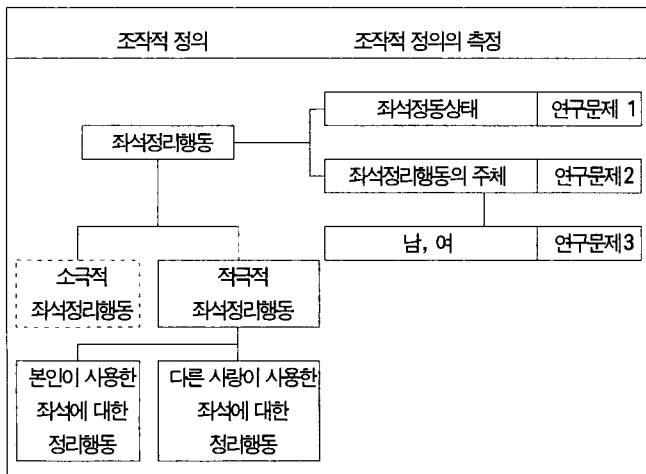 조작적 정의 조작적 정의의 측정
좌석정동상태 연구문제 1
좌석정리행동
좌석정리행동의 주체 연구문제2
남, 여 연구문제3
소극적
좌석정리행동
적극적
좌석정리행동
본인이 사용한
좌석에 대한
정리행동
다른 사랑이 사용한
좌석에 대한
청리행동